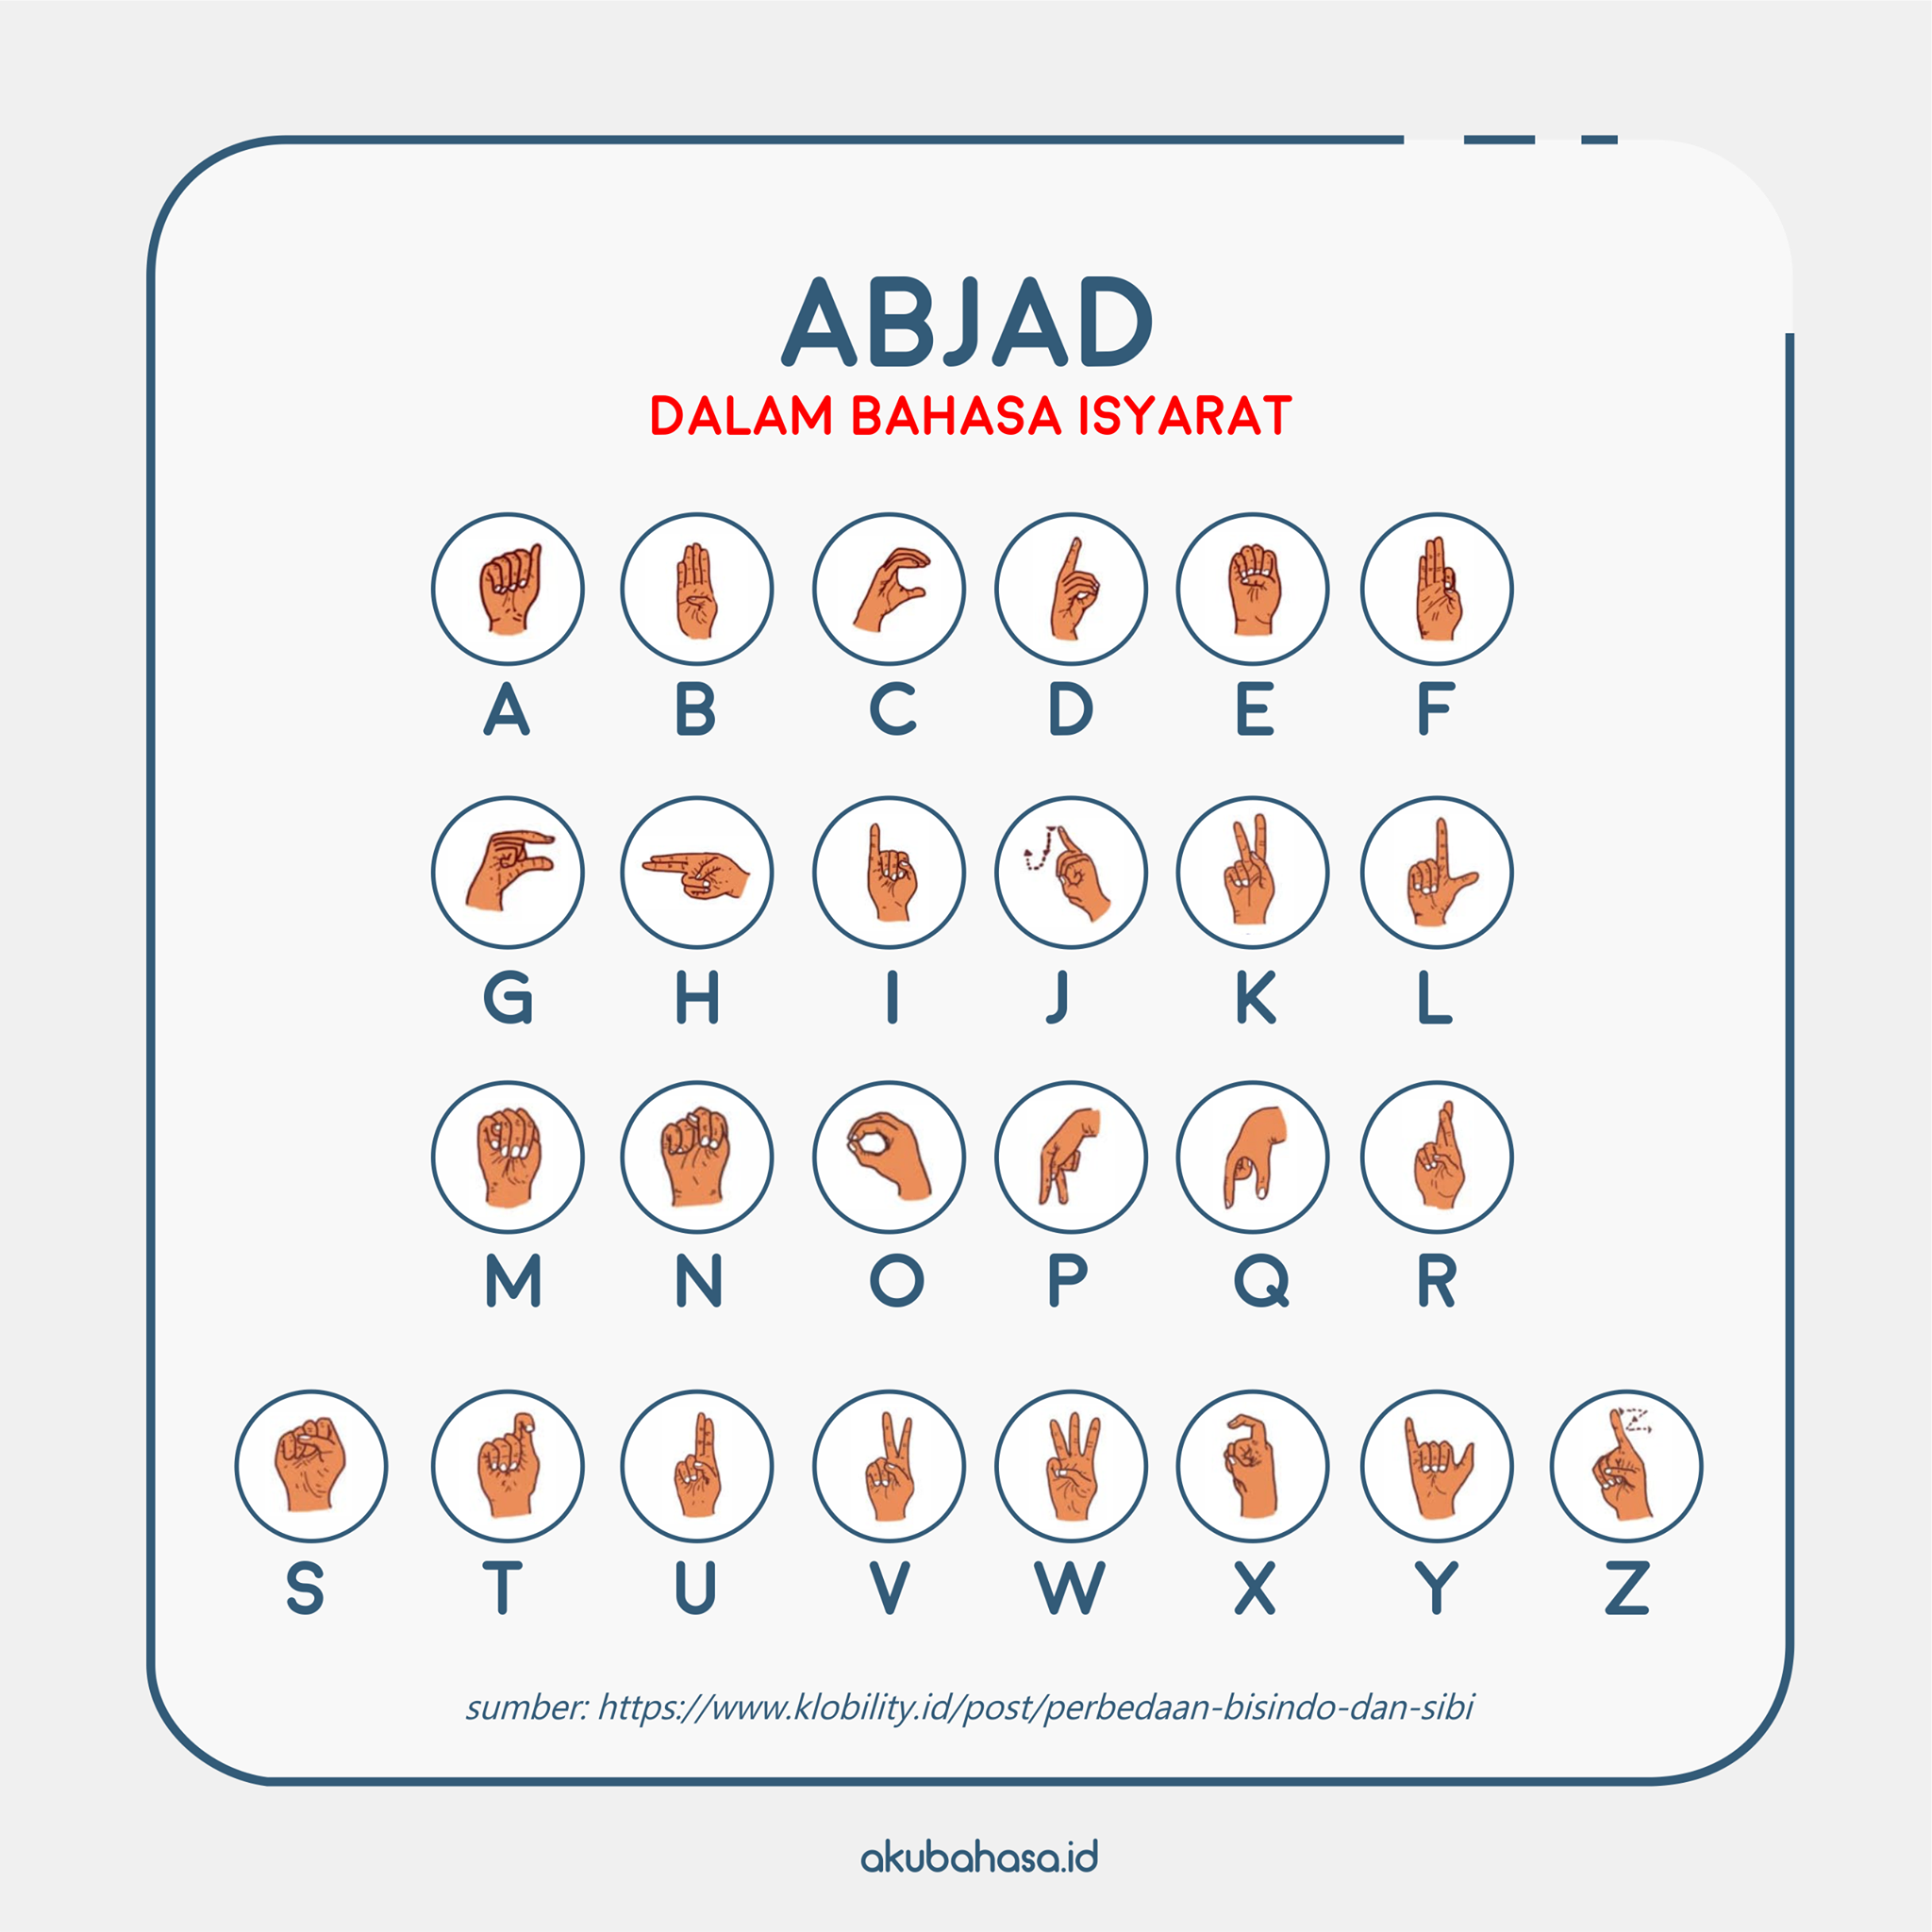 ABJAD
DALAM BAHASA ISYARAT
A B C D E F
G H I J K L
M N O P Q R
S T U V W X Y Z
sumber: https://www.klobility.id/post/perbedaan-bisindo-dan-sibi
akubahasa.id